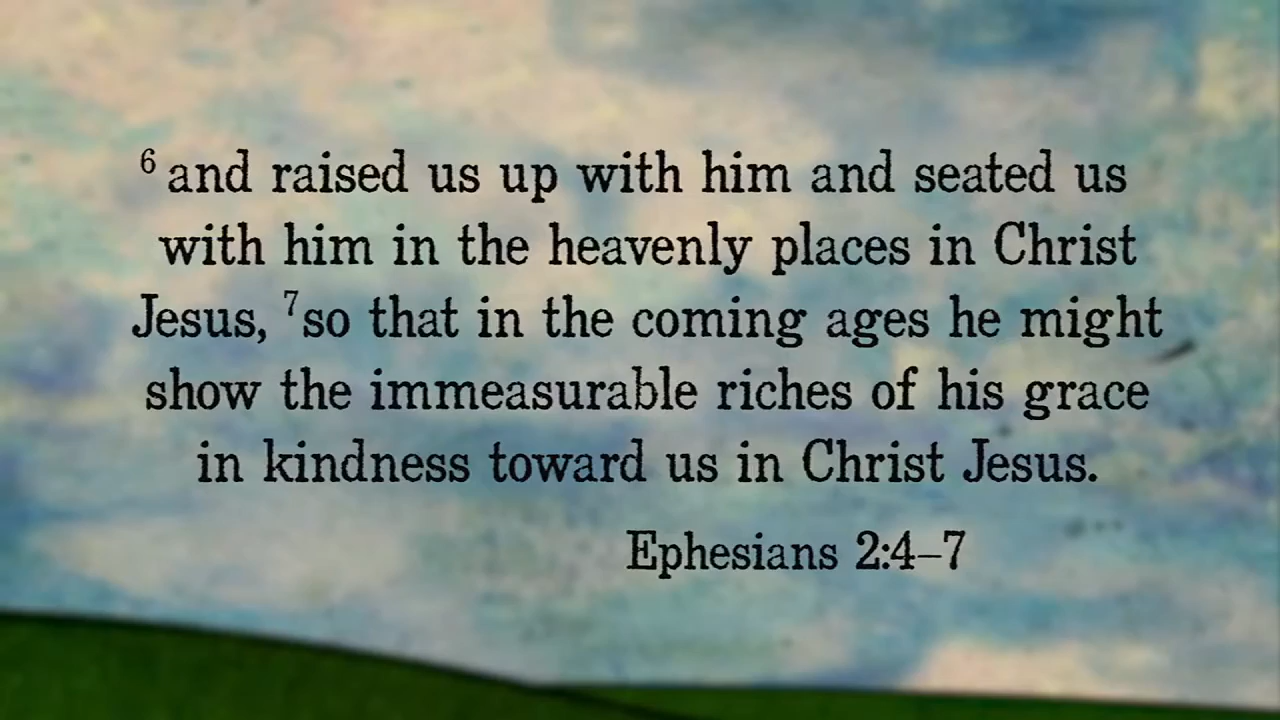 ⁶ and raised us up with him and seated us
with him in the heavenly places in Christ
Jesus, ⁷so that in the coming ages he might
show the immeasurable riches of his grace
in kindness toward us in Christ Jesus.
Ephesians 2:4–7